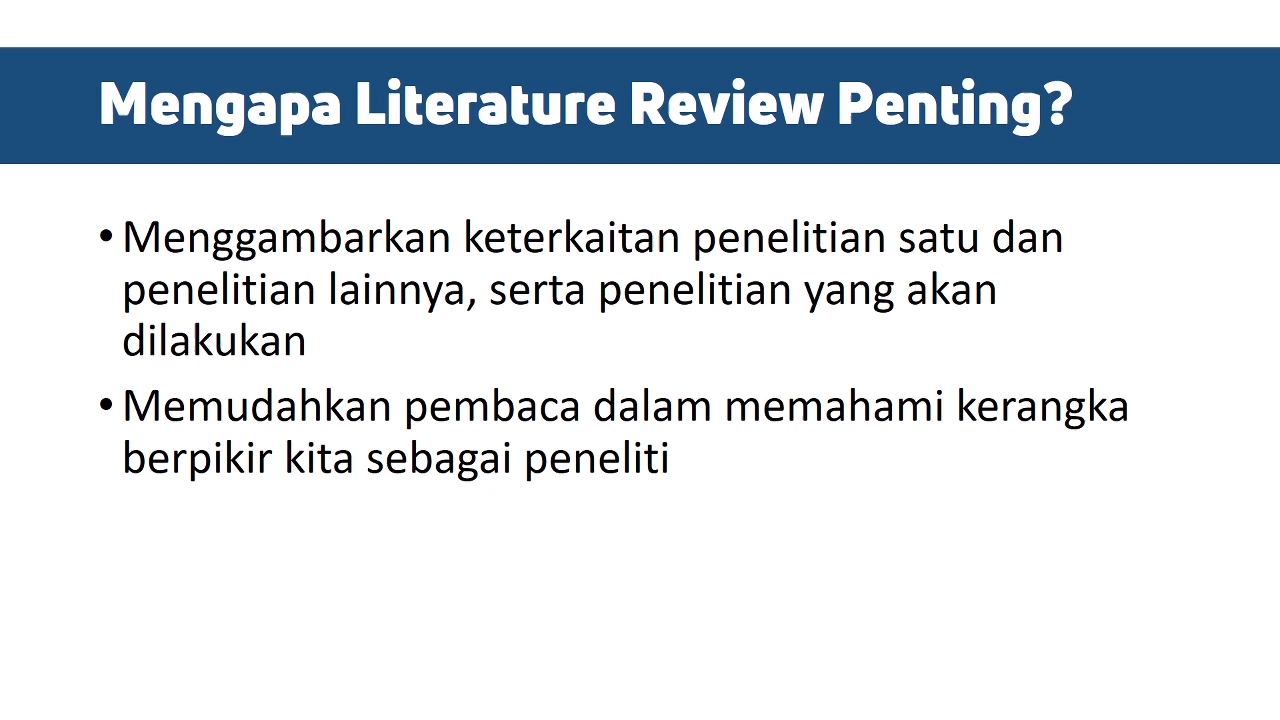 Mengapa Literature Review Penting?
• Menggambarkan keterkaitan penelitian satu dan
penelitian lainnya, serta penelitian yang akan
dilakukan
• Memudahkan pembaca dalam memahami kerangka
berpikir kita sebagai peneliti